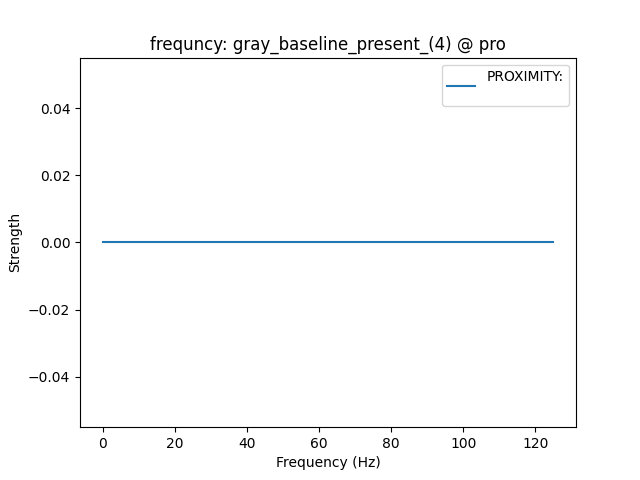 frequncy: gray_baseline_present_(4) @ pro
PROXIMITY:
0.04
0.02
0.00
−0.02
−0.04
Strength
0 20 40 60 80 100 120
Frequency (Hz)